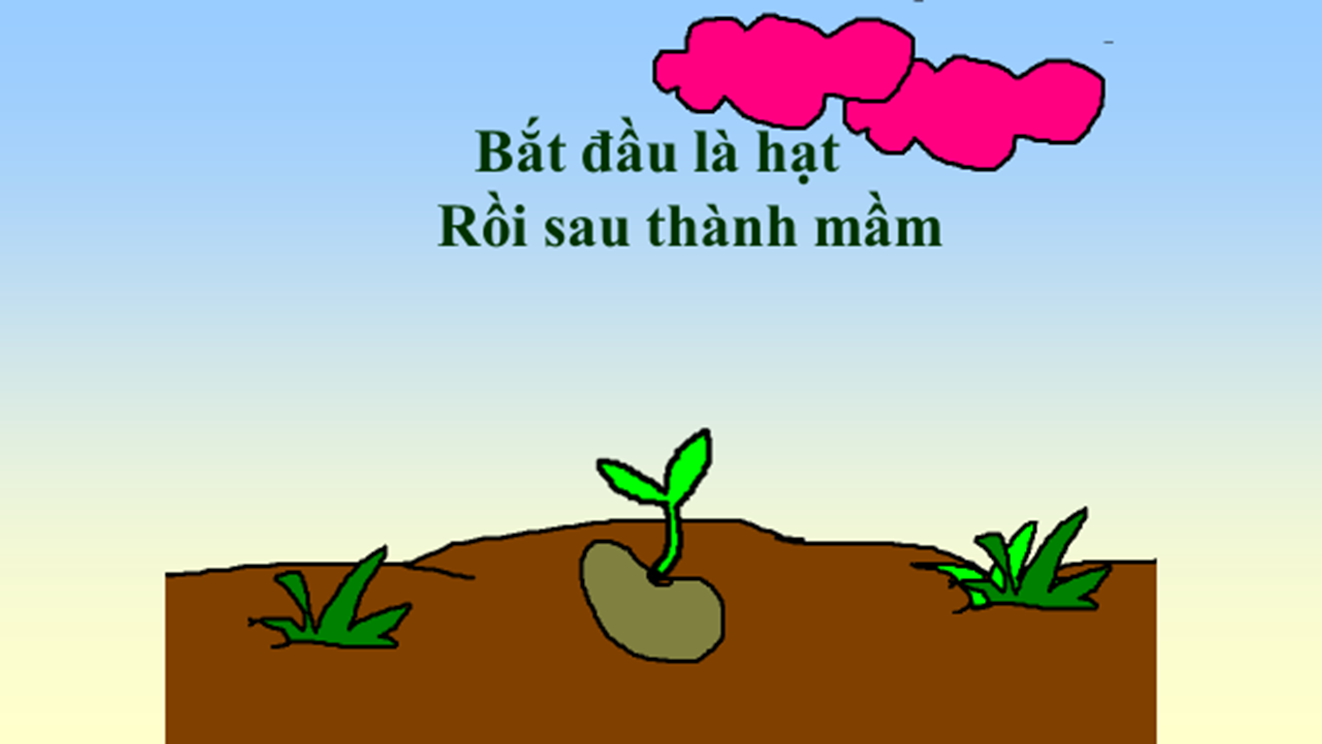 Bắt đầu là hạt
Rồi sau thành mầm